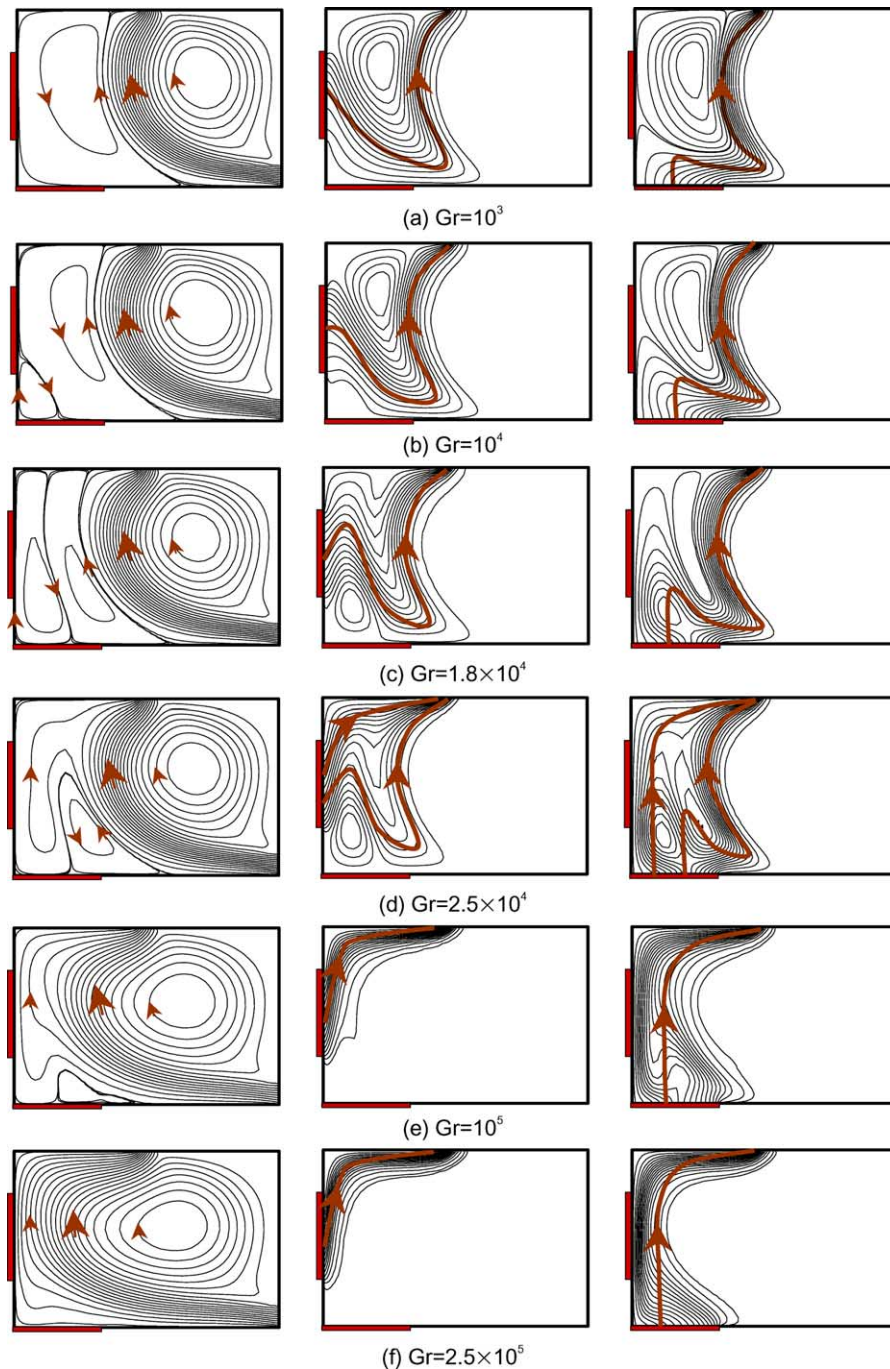 (a) Gr=10³
(b) Gr=10⁴
(c) Gr=1.8×10⁴
(d) Gr=2.5×10⁴
(e) Gr=10⁵
(f) Gr=2.5×10⁵